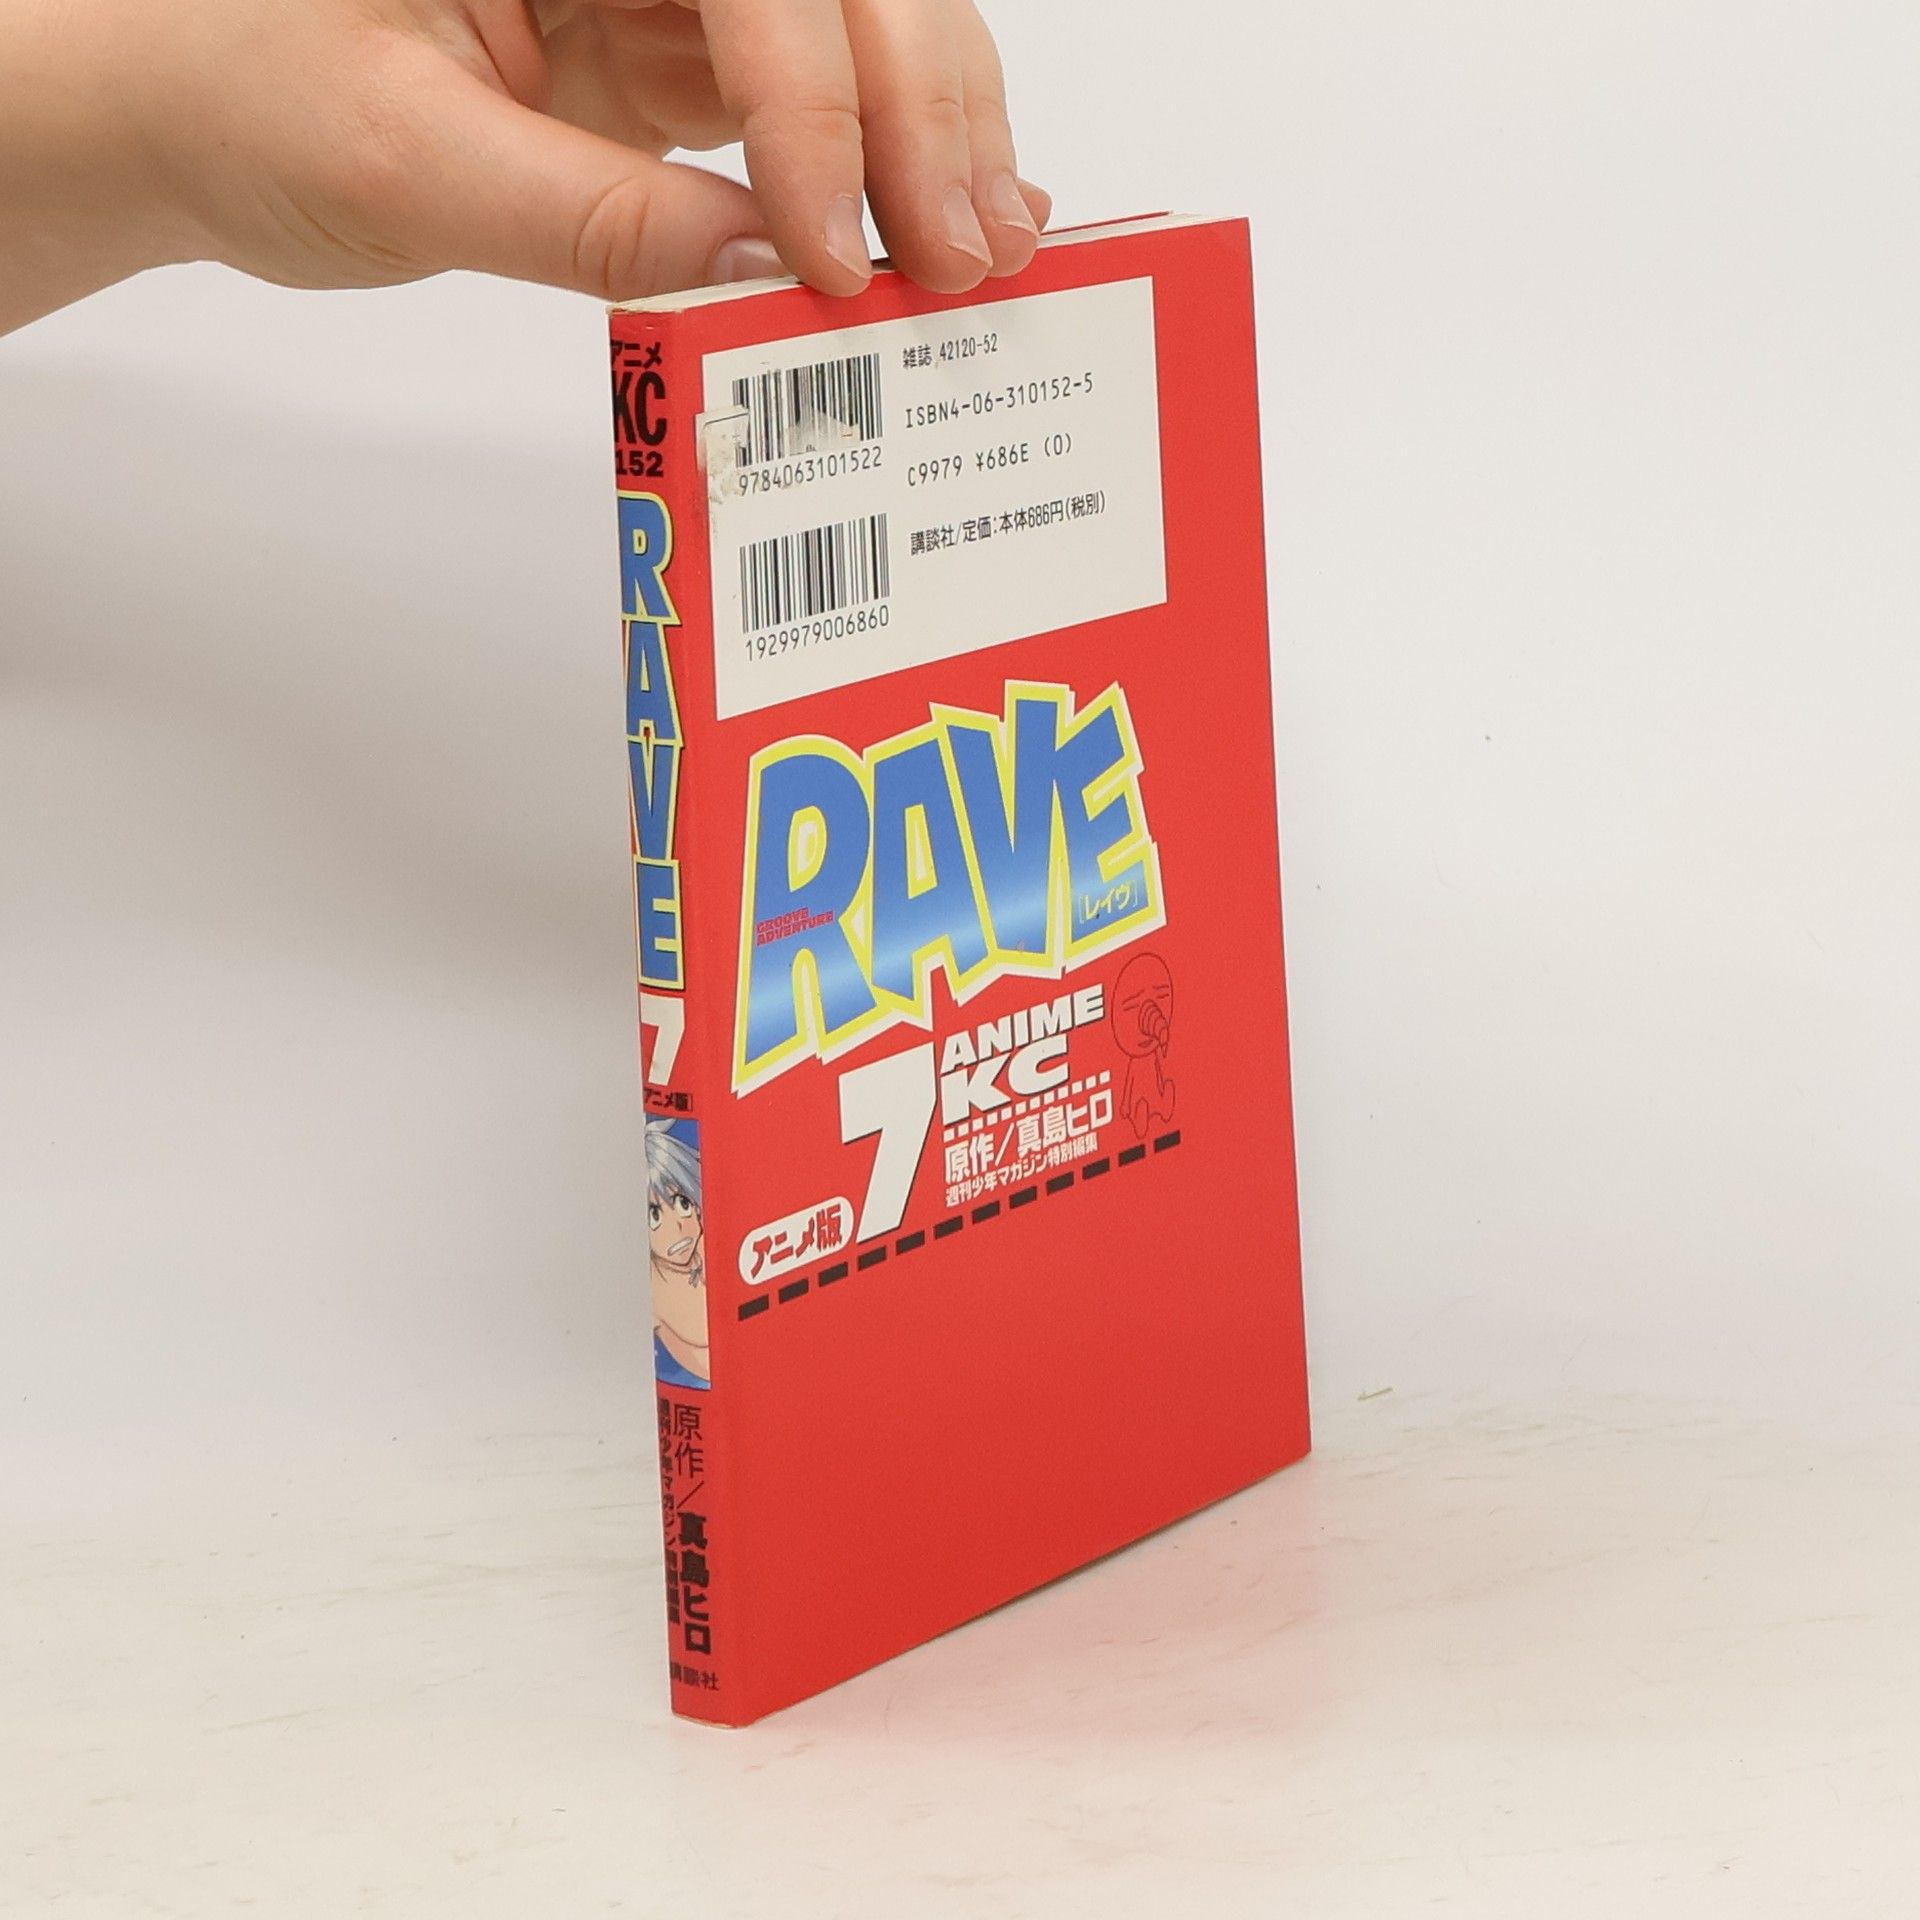 アニメ
KC
152
RAVE
7
アニメ版
原作/真島ヒロ
週刊少年マガジン特別編集
講談社
雑誌 42120-52
ISBN4-06-310152-5
9784063101522
C9979 ¥686E (0)
講談社/定価:本体686円(税別)
1929979006860
RAVE
GROOVE
ADVENTURE
[レイヴ]
7
ANIME
KC
原作/真島ヒロ
週刊少年マガジン特別編集
アニメ版